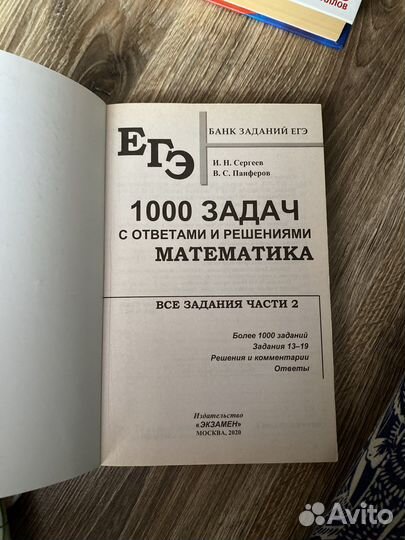 ЕГЭ
БАНК ЗАДАНИЙ ЕГЭ
И. Н. Сергеев
В. С. Панферов
1000 ЗАДАЧ
С ОТВЕТАМИ И РЕШЕНИЯМИ
МАТЕМАТИКА
ВСЕ ЗАДАНИЯ ЧАСТИ 2
Более 1000 заданий
Задания 13–19
Решения и комментарии
Ответы
Издательство
«ЭКЗАМЕН»
МОСКВА, 2020
Avito